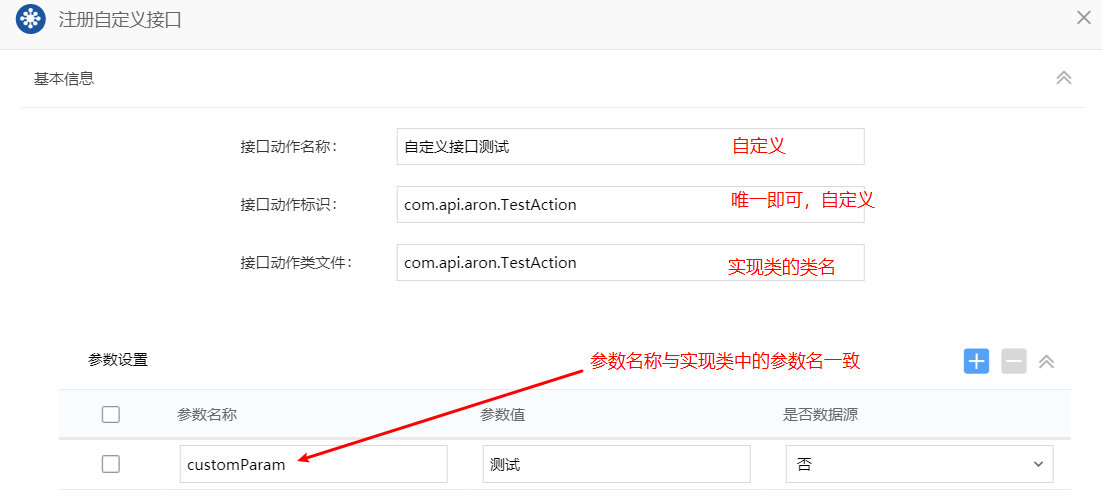 注册自定义接口
基本信息
接口动作名称： 自定义接口测试 自定义
接口动作标识： com.api.aron.TestAction 唯一即可，自定义
接口动作类文件： com.api.aron.TestAction 实现类的类名
参数设置 参数名称与实现类中的参数名一致
参数名称 参数值 是否数据源
customParam 测试 否